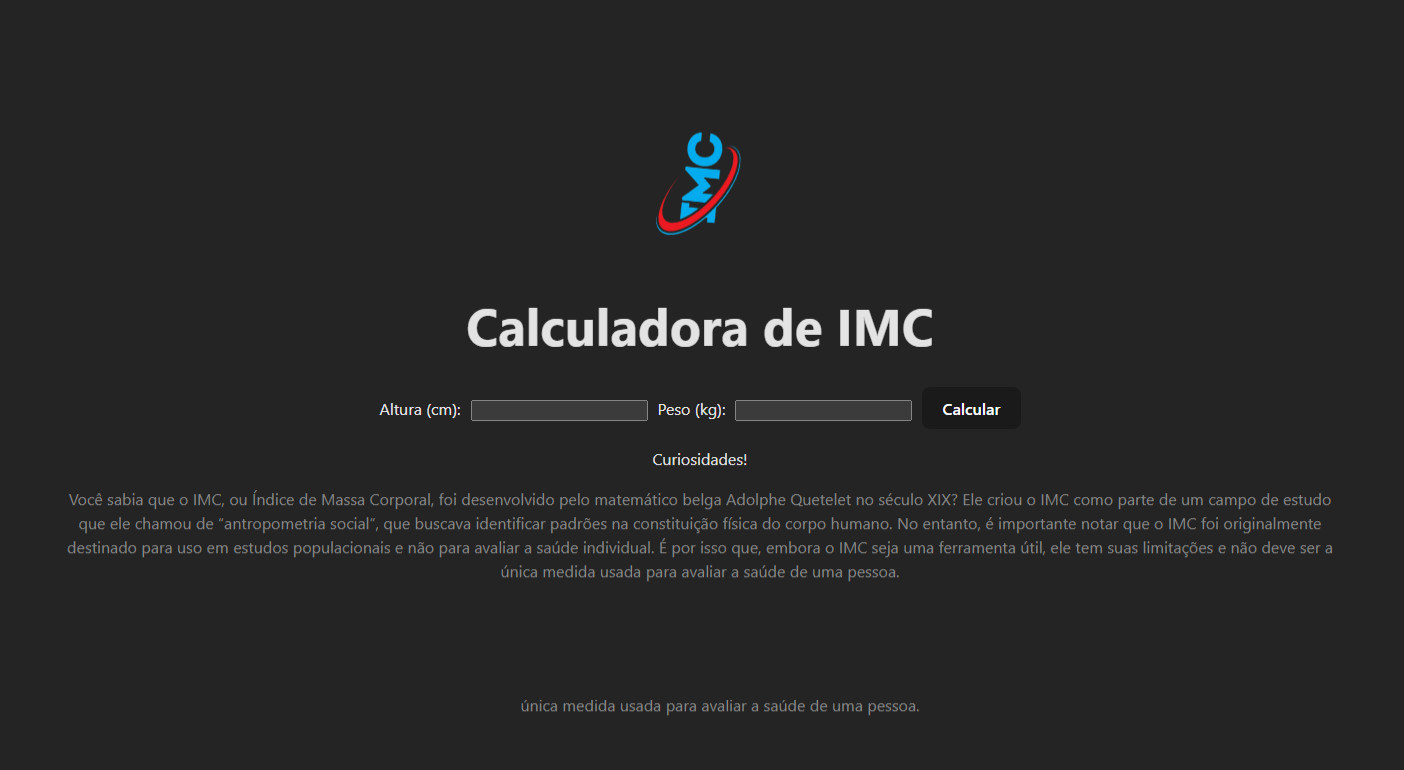 IMC
Calculadora de IMC
Altura (cm): Peso (kg): Calcular
Curiosidades!
Você sabia que o IMC, ou Índice de Massa Corporal, foi desenvolvido pelo matemático belga Adolphe Quetelet no século XIX? Ele criou o IMC como parte de um campo de estudo
que ele chamou de “antropometria social”, que buscava identificar padrões na constituição física do corpo humano. No entanto, é importante notar que o IMC foi originalmente
destinado para uso em estudos populacionais e não para avaliar a saúde individual. É por isso que, embora o IMC seja uma ferramenta útil, ele tem suas limitações e não deve ser a
única medida usada para avaliar a saúde de uma pessoa.
única medida usada para avaliar a saúde de uma pessoa.